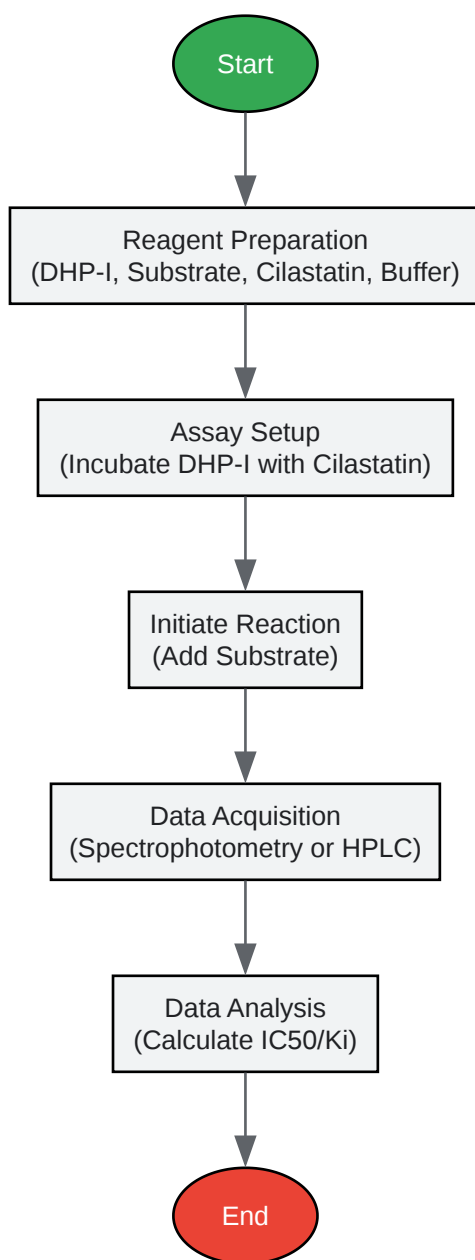 Start
Reagent Preparation
(DHP-I, Substrate, Cilastatin, Buffer)
Assay Setup
(Incubate DHP-I with Cilastatin)
Initiate Reaction
(Add Substrate)
Data Acquisition
(Spectrophotometry or HPLC)
Data Analysis
(Calculate IC50/Ki)
End